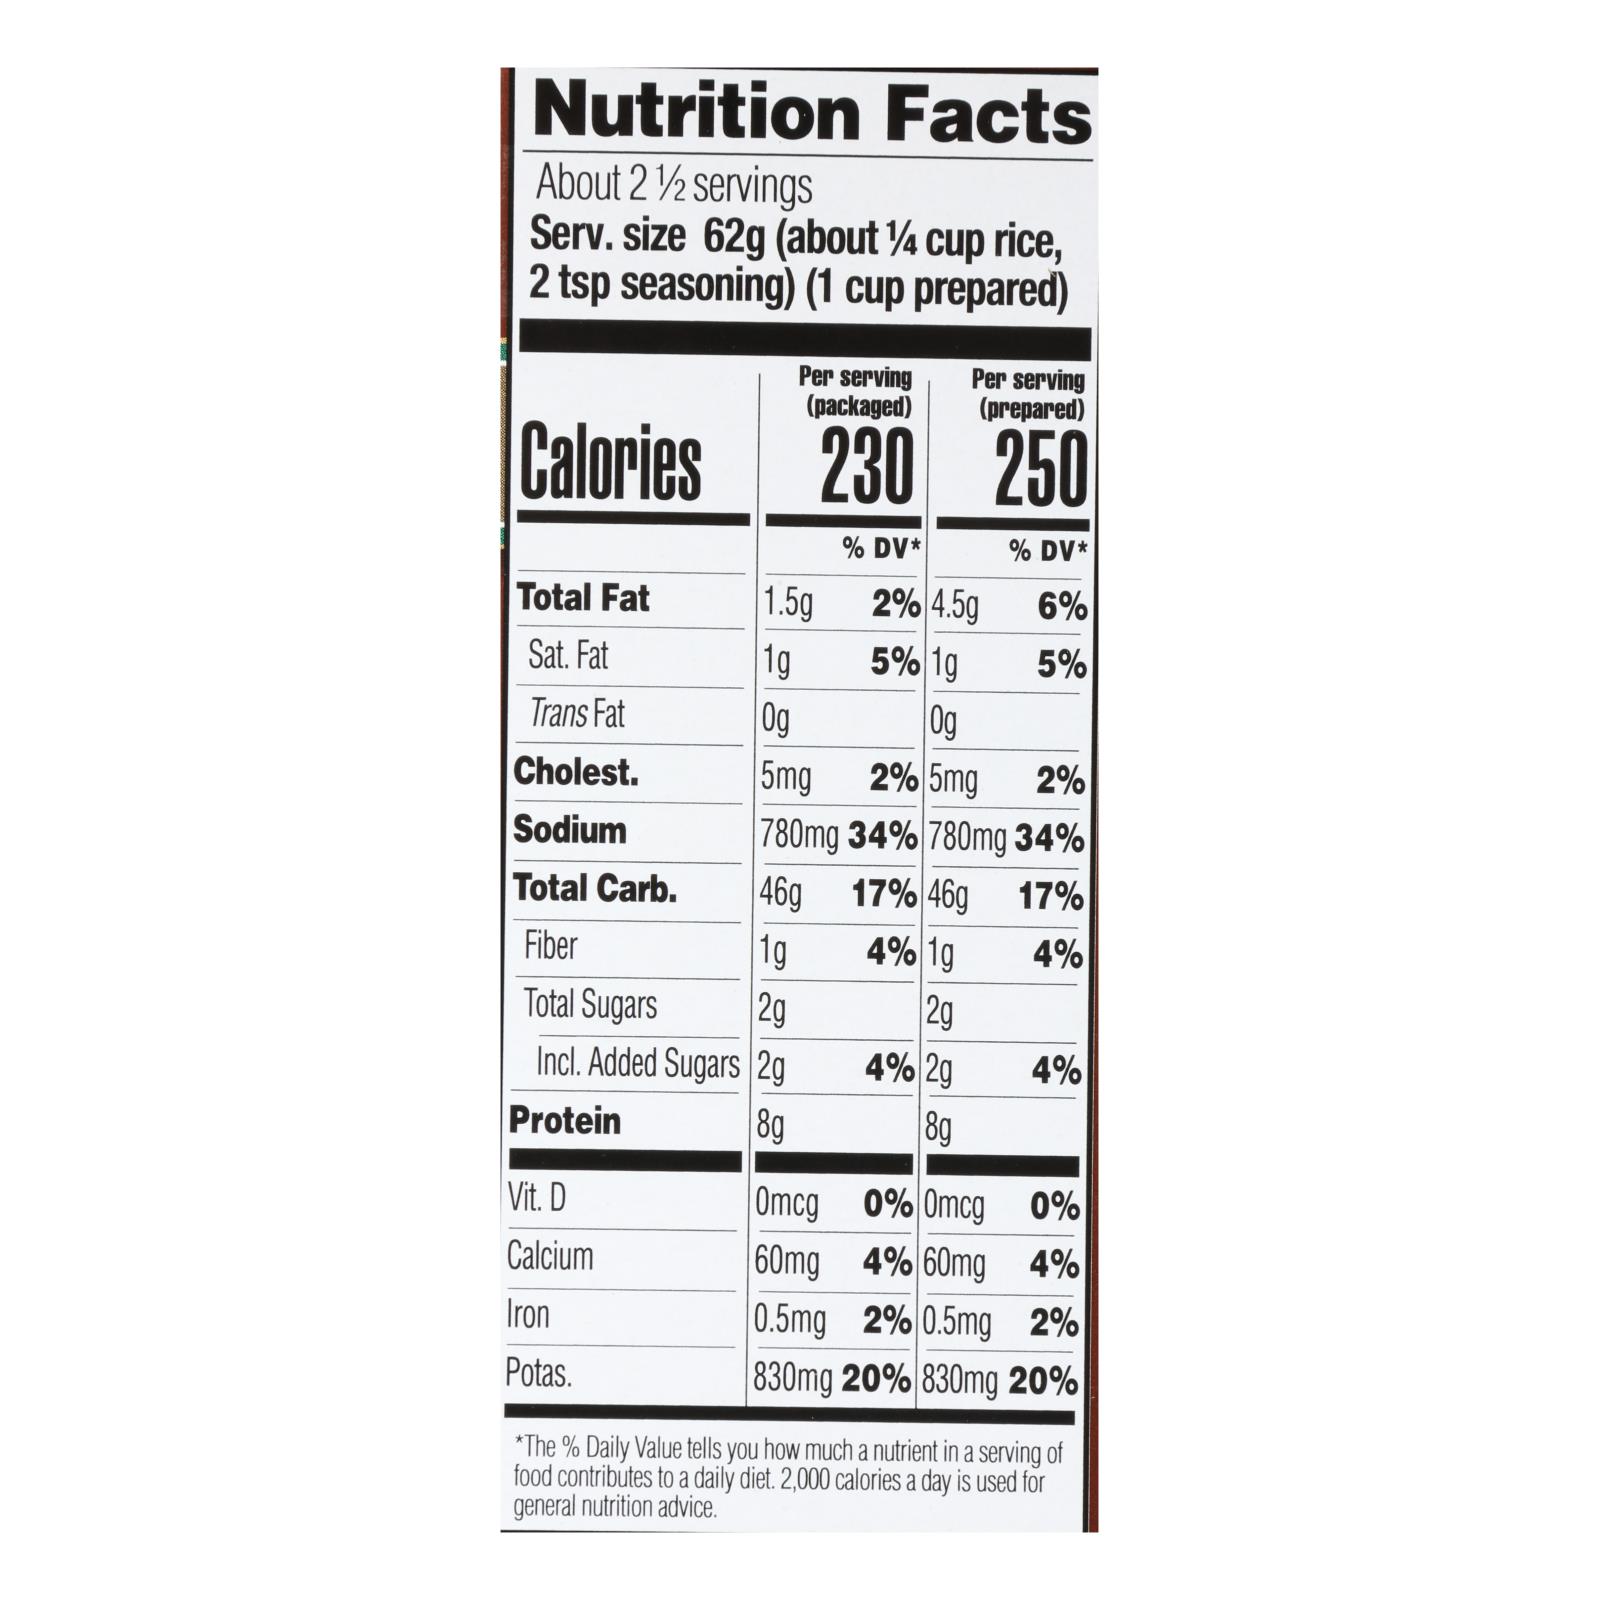 Nutrition Facts
About 2 ½ servings
Serv. size 62g (about ¼ cup rice,
2 tsp seasoning) (1 cup prepared)
Per serving Per serving
(packaged) (prepared)
Calories 230 250
% DV* % DV*
Total Fat 1.5g 2% 4.5g 6%
Sat. Fat 1g 5% 1g 5%
Trans Fat 0g 0g
Cholest. 5mg 2% 5mg 2%
Sodium 780mg 34% 780mg 34%
Total Carb. 46g 17% 46g 17%
Fiber 1g 4% 1g 4%
Total Sugars 2g 2g
Incl. Added Sugars 2g 4% 2g 4%
Protein 8g 8g
Vit. D 0mcg 0% 0mcg 0%
Calcium 60mg 4% 60mg 4%
Iron 0.5mg 2% 0.5mg 2%
Potas. 830mg 20% 830mg 20%
*The % Daily Value tells you how much a nutrient in a serving of
food contributes to a daily diet. 2,000 calories a day is used for
general nutrition advice.